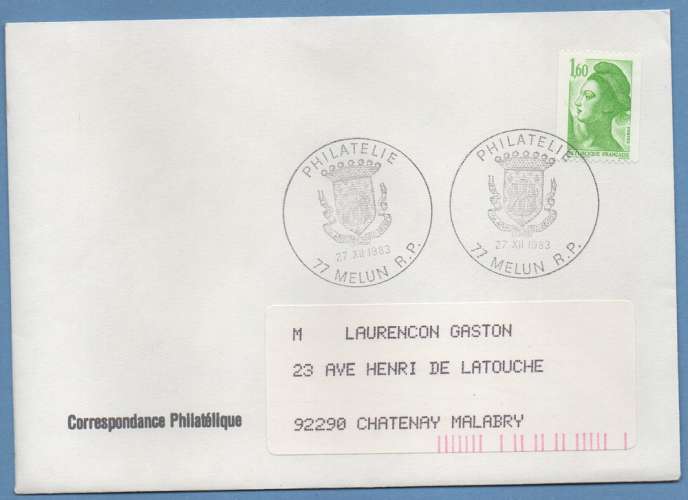 1,60
REPUBLIQUE FRANÇAISE
PHILATELIE
27 XII 1983
77 MELUN R.P.
PHILATELIE
27 XII 1983
77 MELUN R.P.
M LAURENCON GASTON
23 AVE HENRI DE LATOUCHE
92290 CHATENAY MALABRY
Correspondance Philatélique